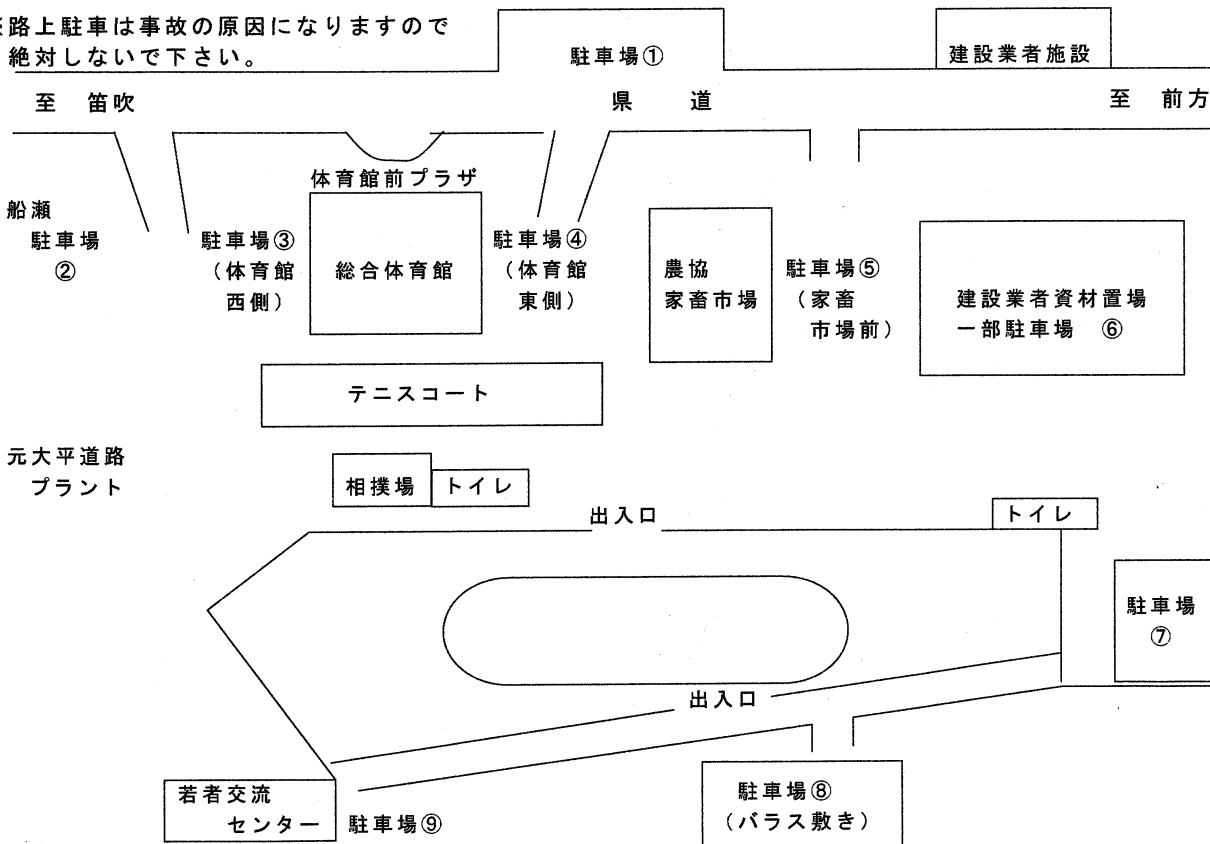 ※路上駐車は事故の原因になりますので
絶対しないで下さい。
駐車場①
建設業者施設
至 笛吹
県 道
至 前方
体育館前プラザ
船瀬
駐車場
②
駐車場③
(体育館
西側)
総合体育館
駐車場④
(体育館
東側)
農協
家畜市場
駐車場⑤
(家畜
市場前)
建設業者資材置場
一部駐車場 ⑥
テニスコート
元大平道路
プラント
相撲場
トイレ
出入口
トイレ
駐車場
⑦
出入口
若者交流
センター
駐車場⑨
駐車場⑧
(バラス敷き)